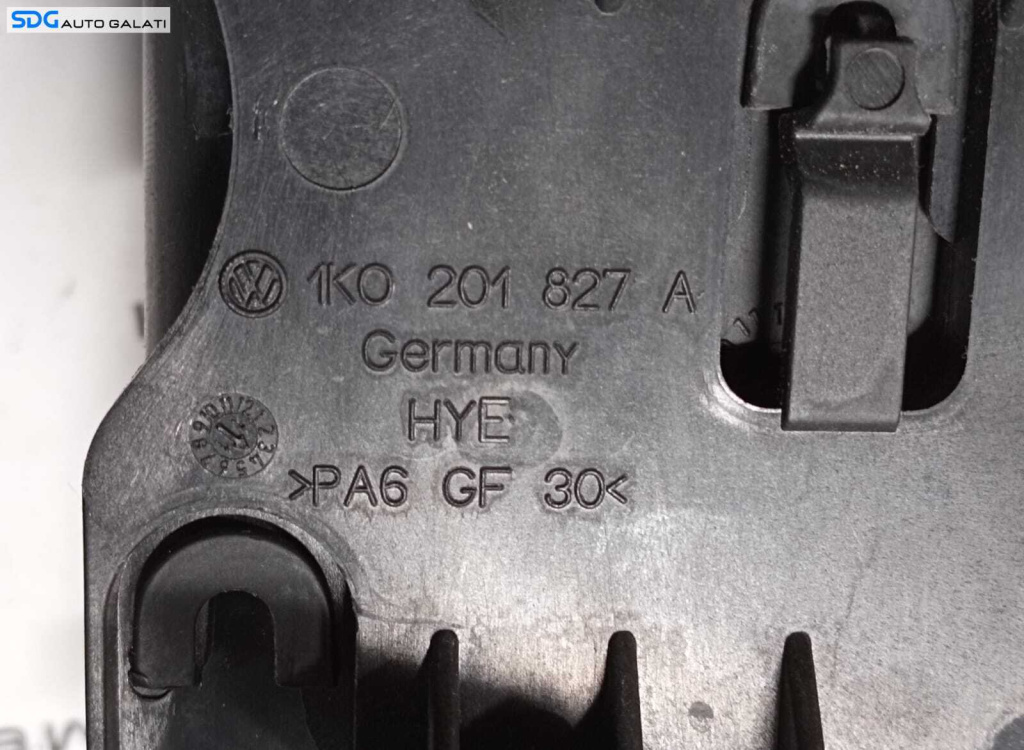 SDG AUTO GALATI
1K0 201 827 A
Germany
HYE
>PA6 GF 30<